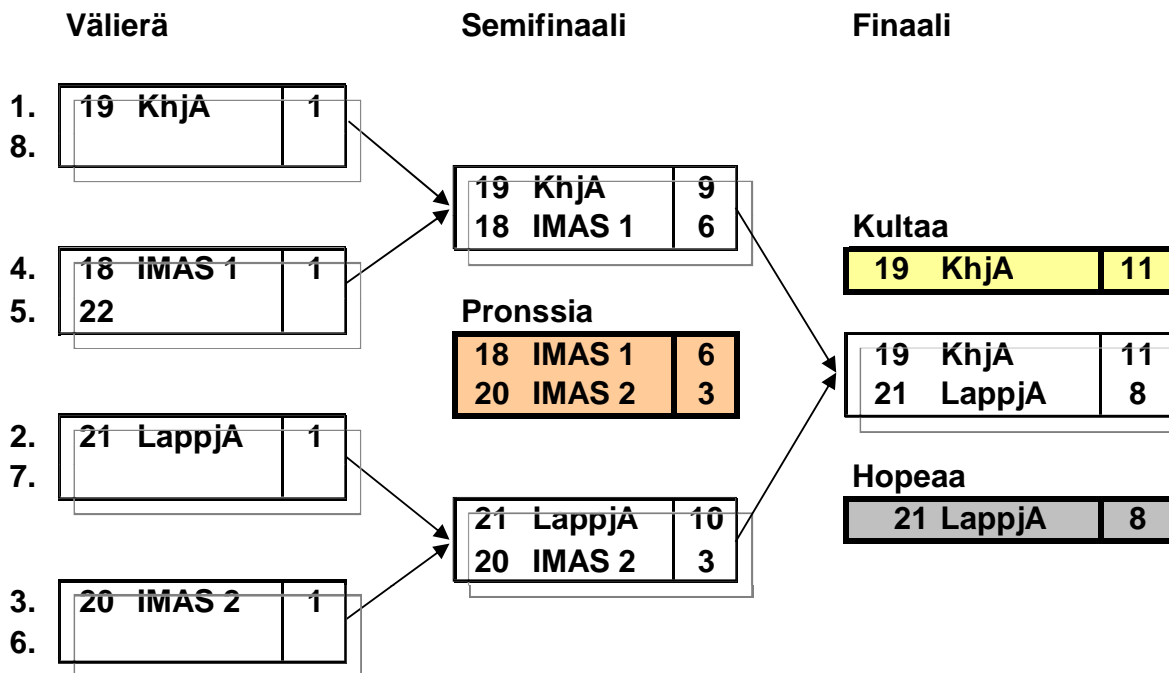 Välierä Semifinaali Finaali
1. 19 KhjA 1
8.
19 KhjA 9
18 IMAS 1 6
Kultaa
4. 18 IMAS 1 1
19 KhjA 11
5. 22
Pronssia
18 IMAS 1 6
19 KhjA 11
20 IMAS 2 3
21 LappjA 8
2. 21 LappjA 1
7.
Hopeaa
21 LappjA 10
21 LappjA 8
20 IMAS 2 3
3. 20 IMAS 2 1
6.